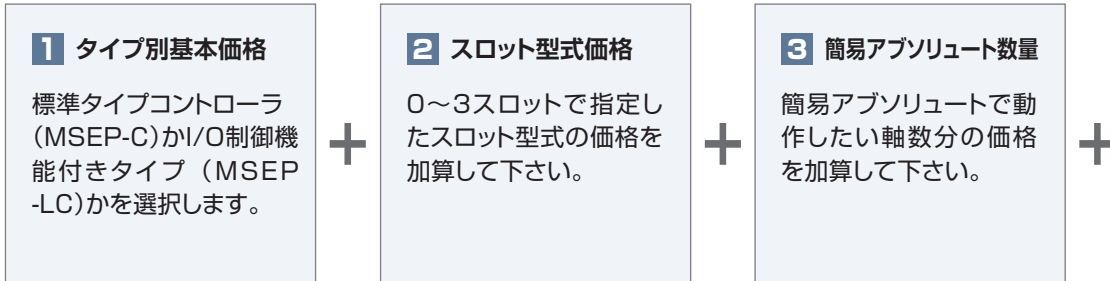 1 タイプ別基本価格
標準タイプコントローラ
(MSEP-C)かI/O制御機
能付きタイプ（MSEP
-LC)かを選択します。
+
2 スロット型式価格
0～3スロットで指定し
たスロット型式の価格を
加算して下さい。
+
3 簡易アブソリュート数量
簡易アブソリュートで動
作したい軸数分の価格
を加算して下さい。
+